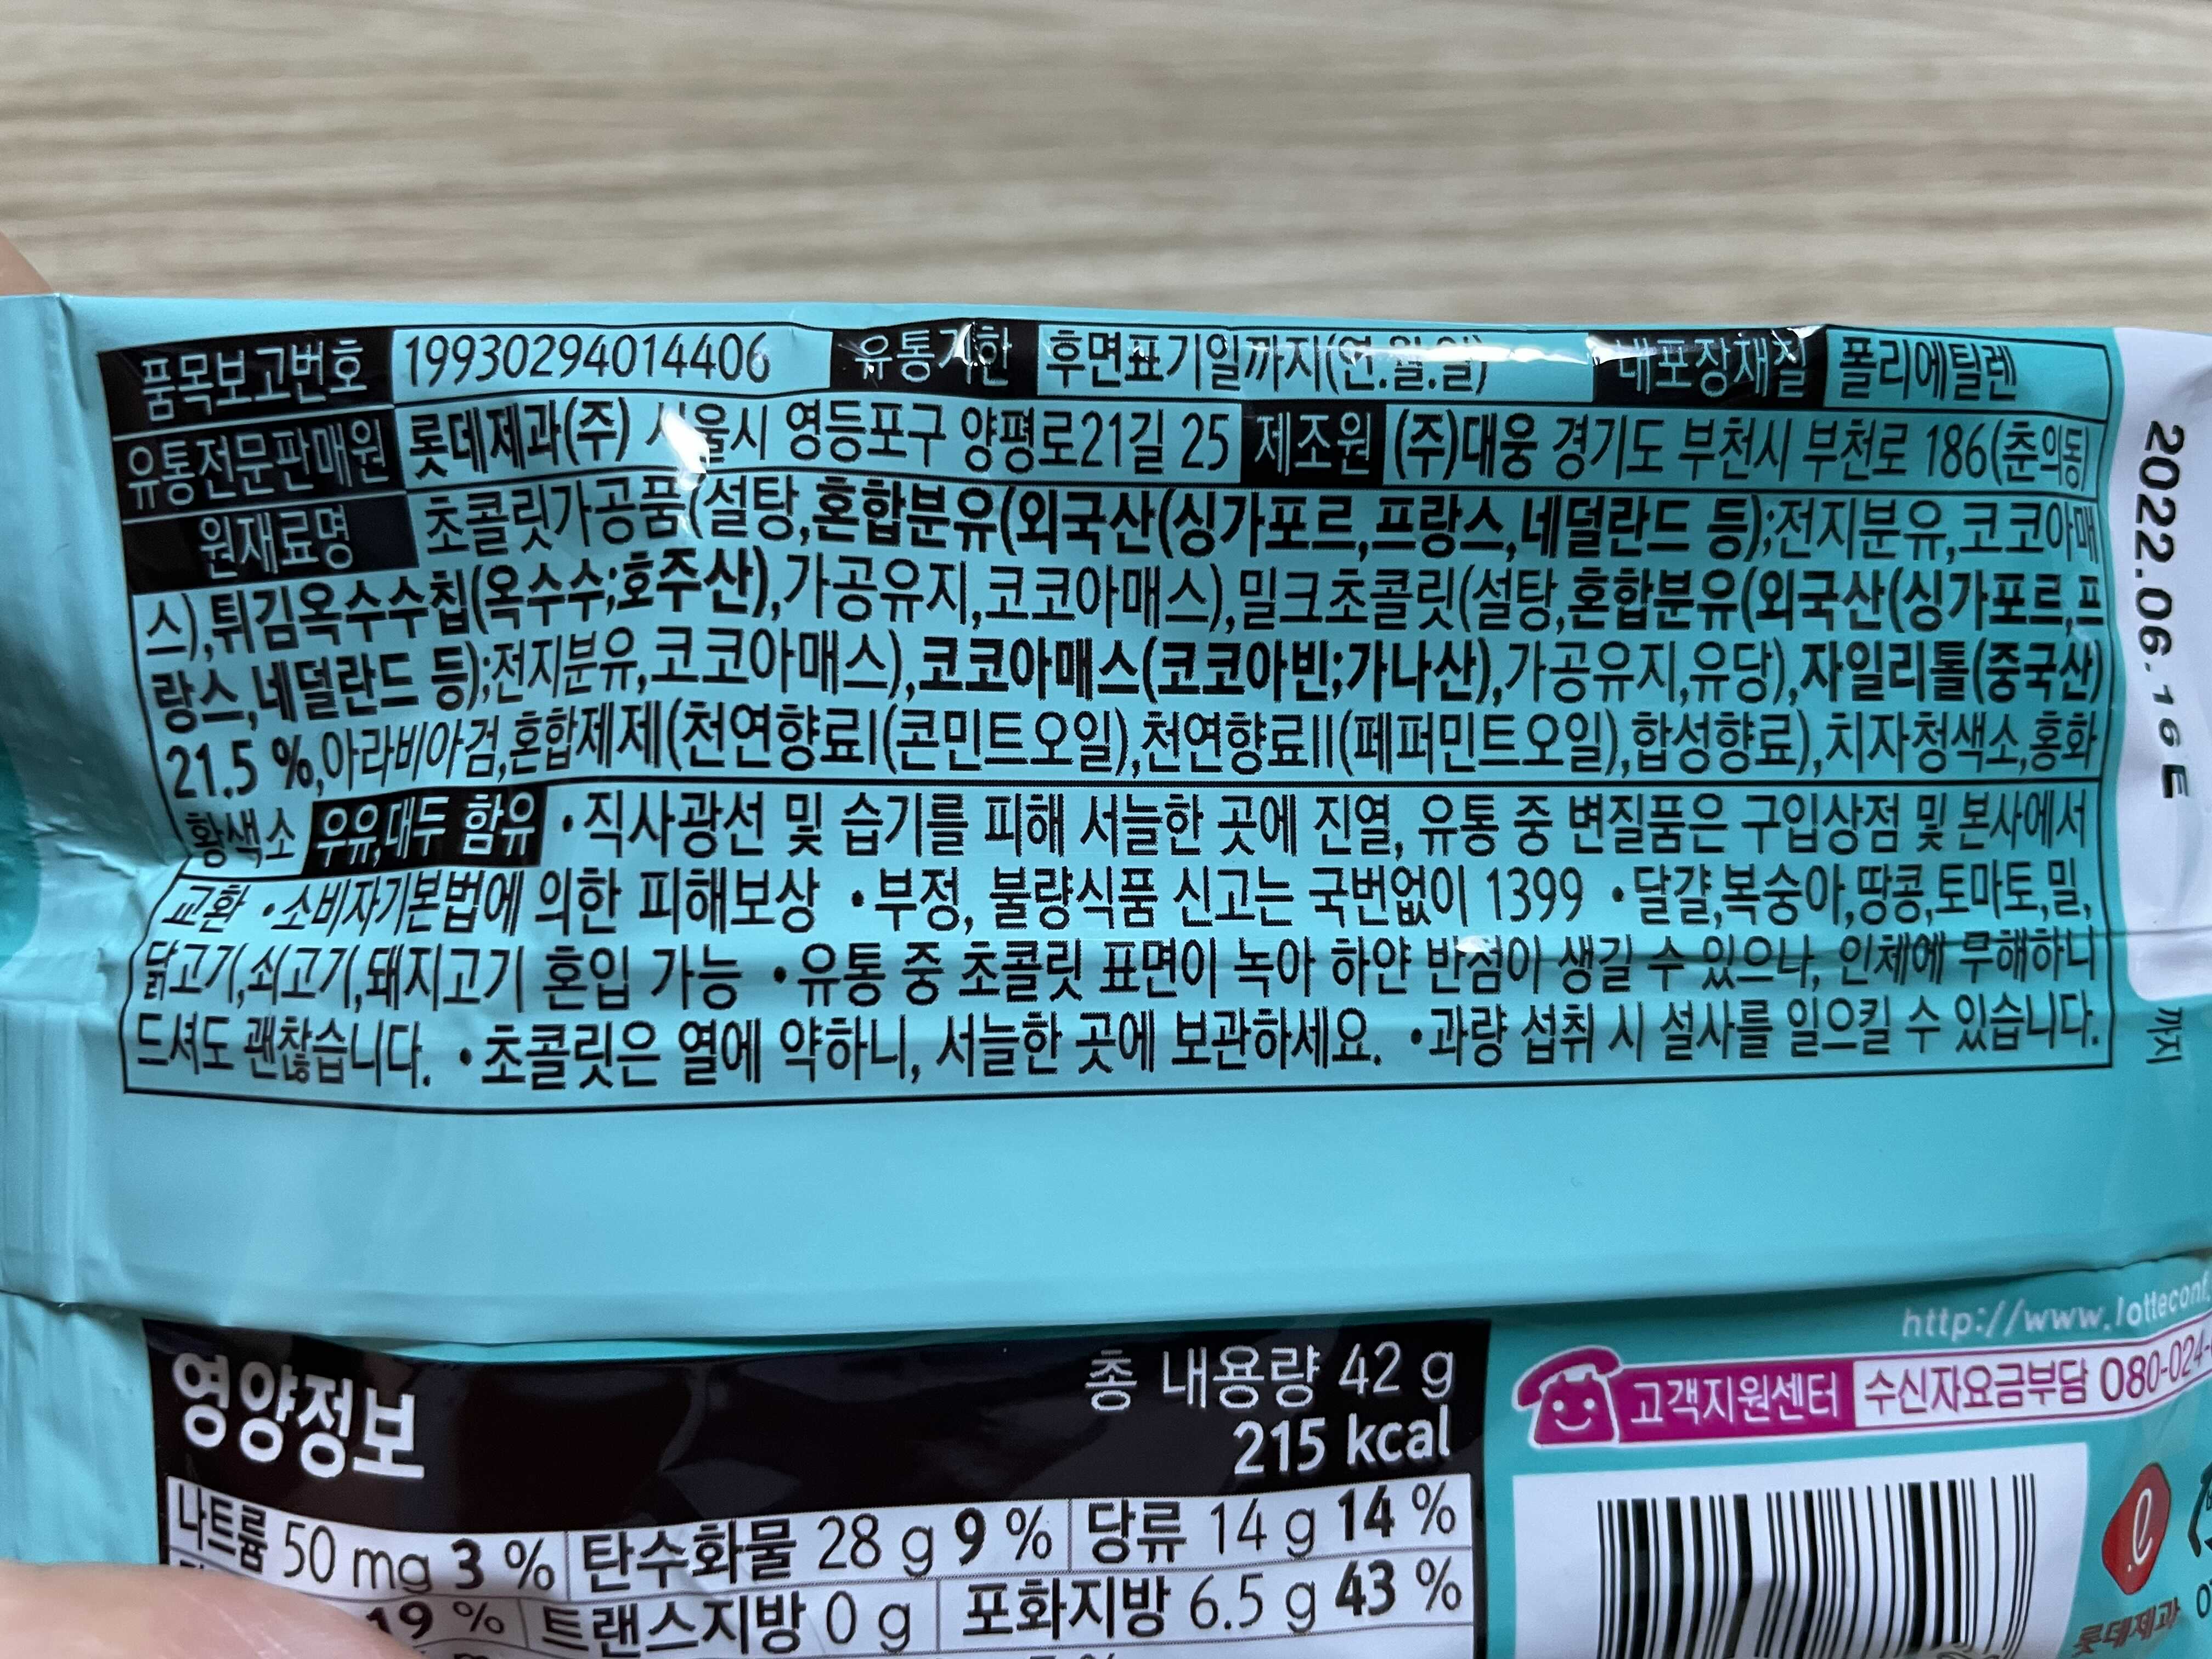 품목보고번호 19930294014406 유통기한 후면표기일까지(연.월.일) 내포장재질 폴리에틸렌
유통전문판매원 롯데제과(주) 서울시 영등포구 양평로21길 25 제조원 (주)대웅 경기도 부천시 부천로 186(춘의동)
원재료명 초콜릿가공품(설탕,혼합분유(외국산(싱가포르,프랑스,네덜란드 등);전지분유,코코아매
스),튀김옥수수칩(옥수수;호주산),가공유지,코코아매스),밀크초콜릿(설탕,혼합분유(외국산(싱가포르,프
랑스,네덜란드 등);전지분유,코코아매스),코코아매스(코코아빈;가나산),가공유지,유당),자일리톨(중국산)
21.5 %,아라비아검,혼합제제(천연향료I(콘민트오일),천연향료II(페퍼민트오일),합성향료),치자청색소,홍화
황색소 우유,대두 함유 •직사광선 및 습기를 피해 서늘한 곳에 진열, 유통 중 변질품은 구입상점 및 본사에서
교환 •소비자기본법에 의한 피해보상 •부정, 불량식품 신고는 국번없이 1399 •달걀,복숭아,땅콩,토마토,밀,
닭고기,쇠고기,돼지고기 혼입 가능 •유통 중 초콜릿 표면이 녹아 하얀 반점이 생길 수 있으나, 인체에 무해하니
드셔도 괜찮습니다. •초콜릿은 열에 약하니, 서늘한 곳에 보관하세요. •과량 섭취 시 설사를 일으킬 수 있습니다.
2022.06.16 E
까지
영양정보
총 내용량 42 g
215 kcal
나트륨 50 mg 3 % 탄수화물 28 g 9 % 당류 14 g 14 %
19 % 트랜스지방 0 g 포화지방 6.5 g 43 %
http://www.lotteconf.
고객지원센터 수신자요금부담 080-024-
롯데제과